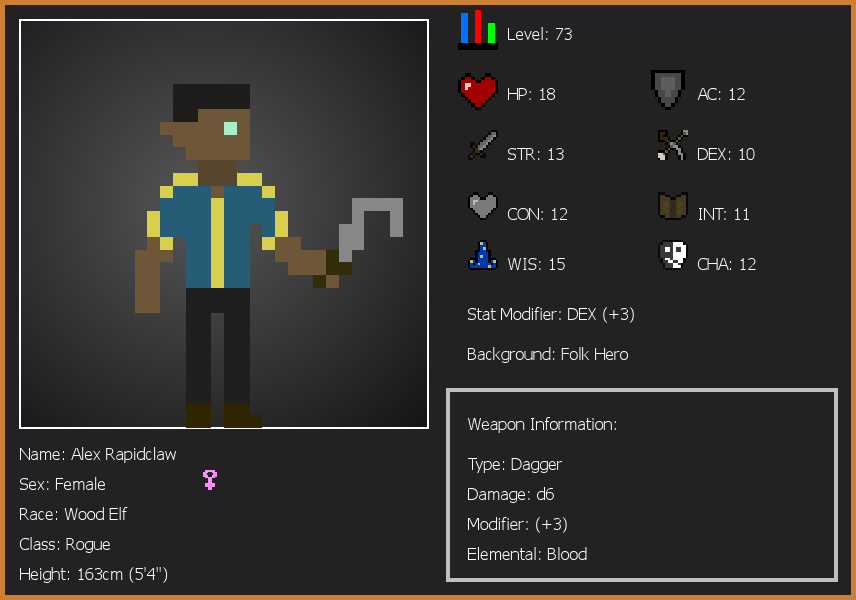 Level: 73
HP: 18
AC: 12
STR: 13
DEX: 10
CON: 12
INT: 11
WIS: 15
CHA: 12
Stat Modifier: DEX (+3)
Background: Folk Hero
Weapon Information:
Type: Dagger
Damage: d6
Modifier: (+3)
Elemental: Blood
Name: Alex Rapidclaw
Sex: Female
Race: Wood Elf
Class: Rogue
Height: 163cm (5'4")